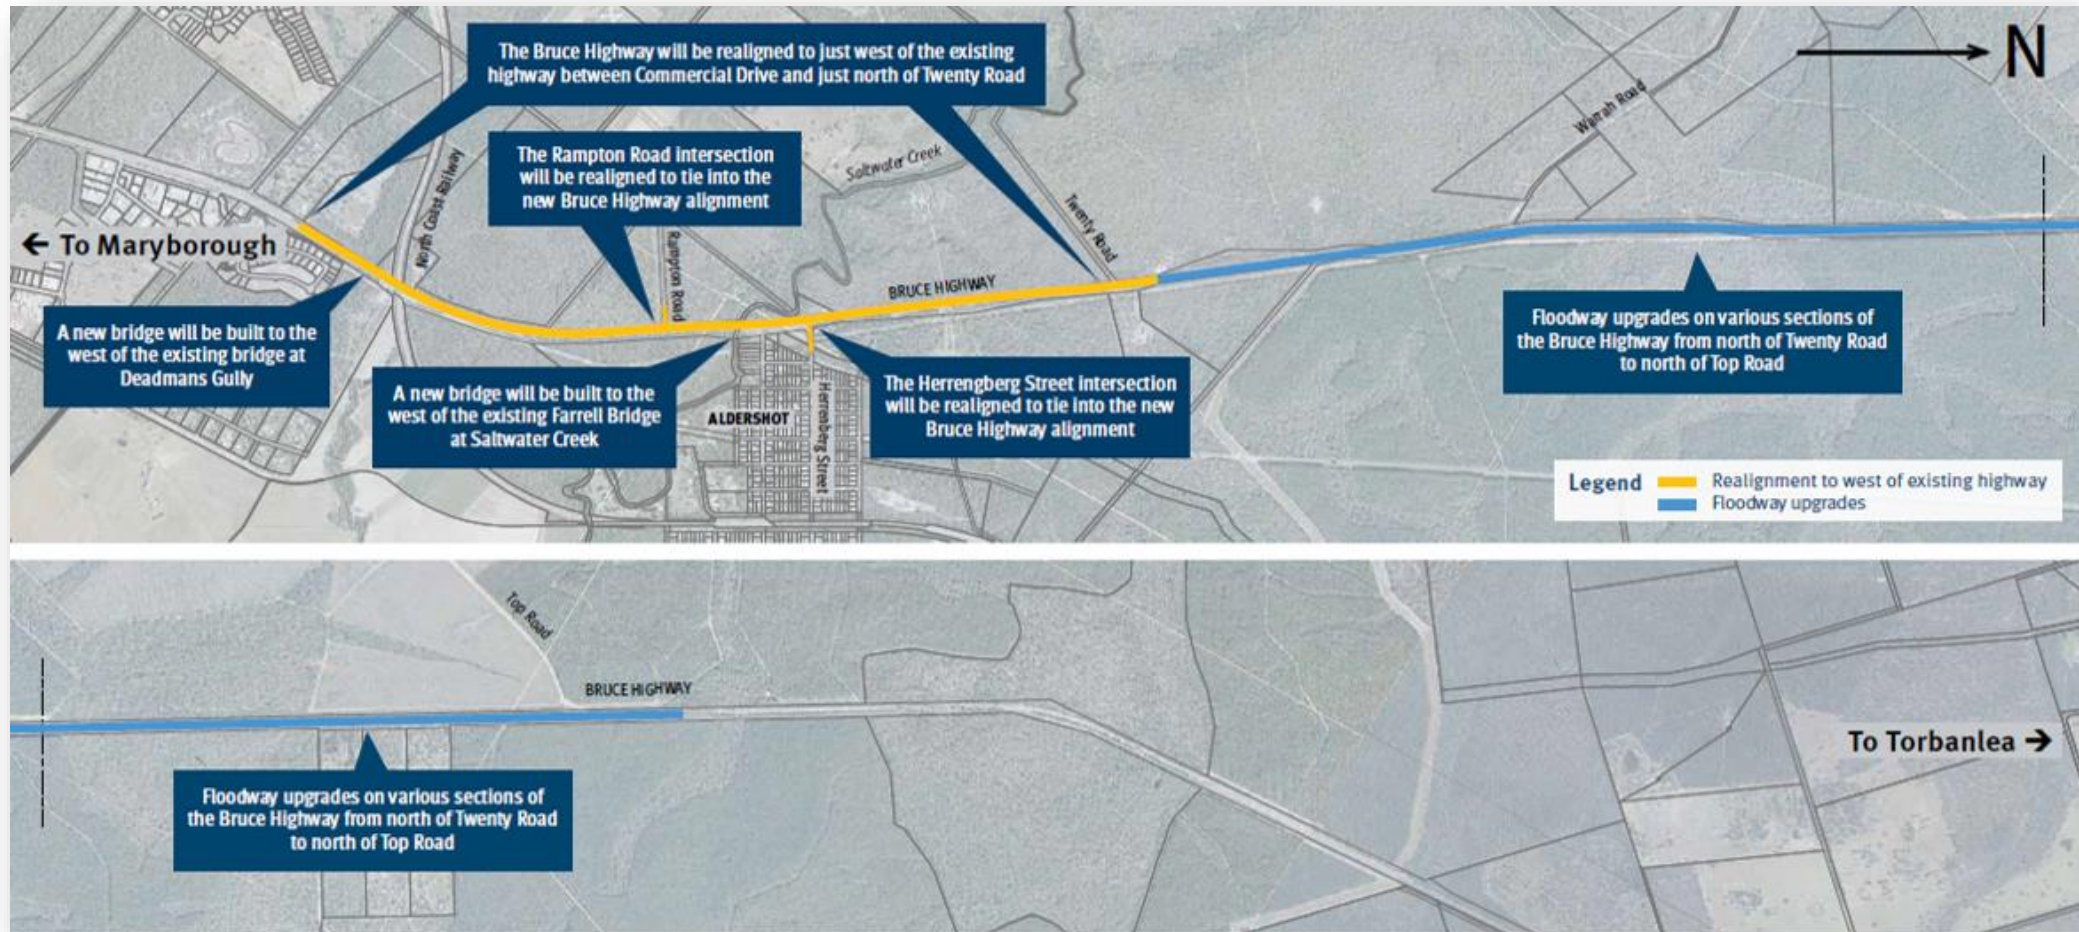 The Bruce Highway will be realigned to just west of the existing
highway between Commercial Drive and just north of Twenty Road
N
Warrah Road
The Rampton Road intersection
will be realigned to tie into the
new Bruce Highway alignment
Saltwater Creek
North Coast Railway
Twenty Road
← To Maryborough
Rampton Road
BRUCE HIGHWAY
A new bridge will be built to the
west of the existing bridge at
Deadmans Gully
Floodway upgrades on various sections of
the Bruce Highway from north of Twenty Road
to north of Top Road
A new bridge will be built to the
west of the existing Farrell Bridge
at Saltwater Creek
ALDERSHOT
Herrenberg Street
The Herrengberg Street intersection
will be realigned to tie into the new
Bruce Highway alignment
Legend
Realignment to west of existing highway
Floodway upgrades
Top Road
BRUCE HIGHWAY
To Torbanlea →
Floodway upgrades on various sections of
the Bruce Highway from north of Twenty Road
to north of Top Road